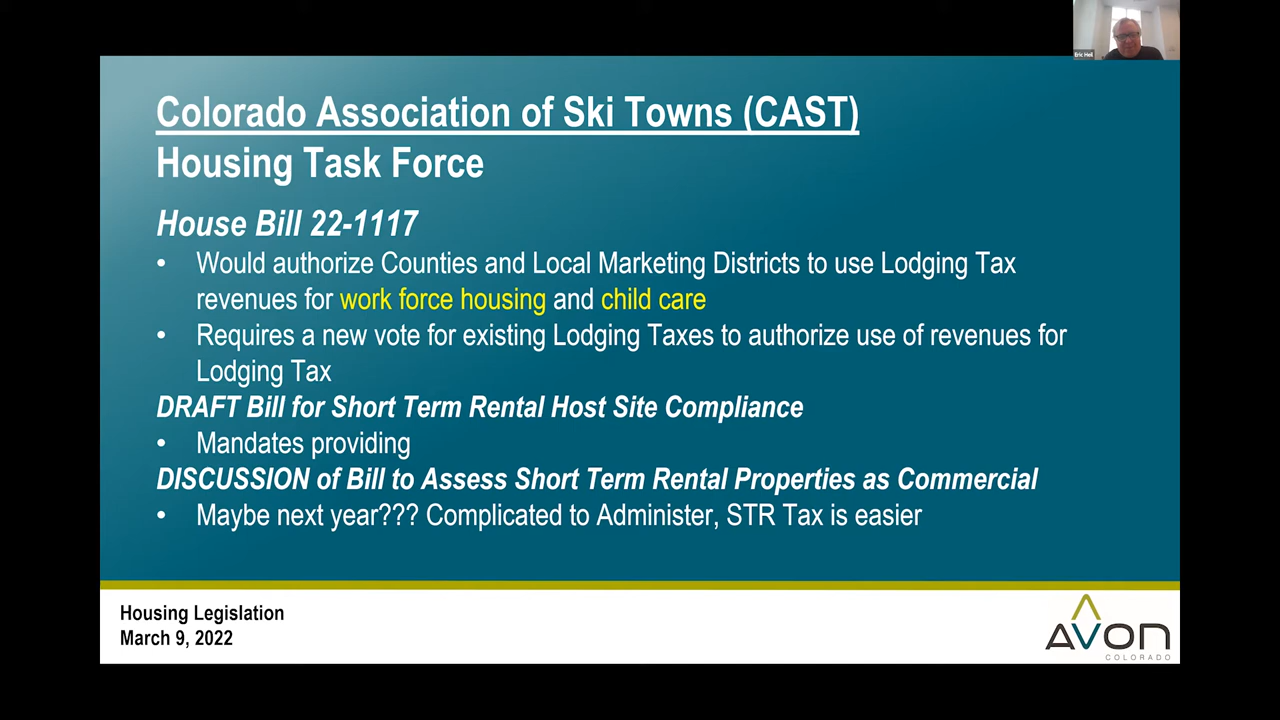 Eric Heil
Colorado Association of Ski Towns (CAST)
Housing Task Force
House Bill 22-1117
• Would authorize Counties and Local Marketing Districts to use Lodging Tax
revenues for work force housing and child care
• Requires a new vote for existing Lodging Taxes to authorize use of revenues for
Lodging Tax
DRAFT Bill for Short Term Rental Host Site Compliance
• Mandates providing
DISCUSSION of Bill to Assess Short Term Rental Properties as Commercial
• Maybe next year??? Complicated to Administer, STR Tax is easier
Housing Legislation
March 9, 2022
AVON
COLORADO